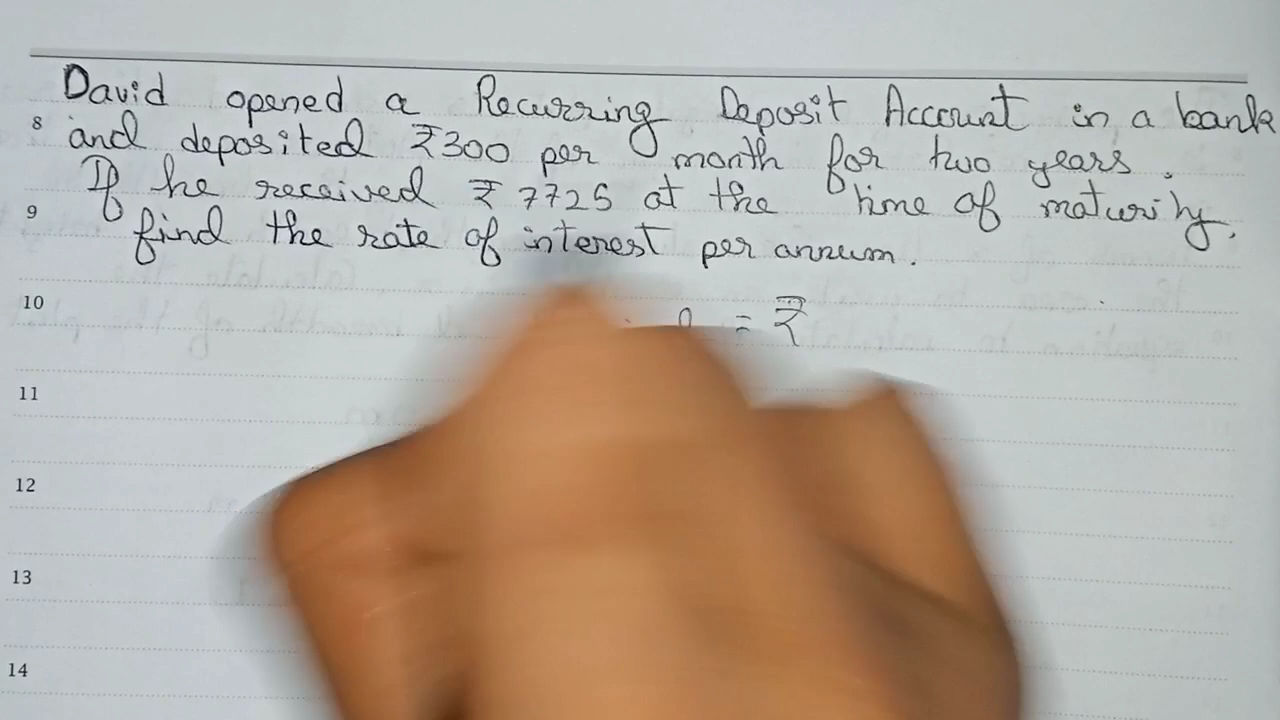 David opened a Recurring Deposit Account in a bank
8 and deposited ₹300 per month for two years.
If he received ₹7725 at the time of maturity,
9 find the rate of interest per annum.
10 = ₹
11
12
13
14